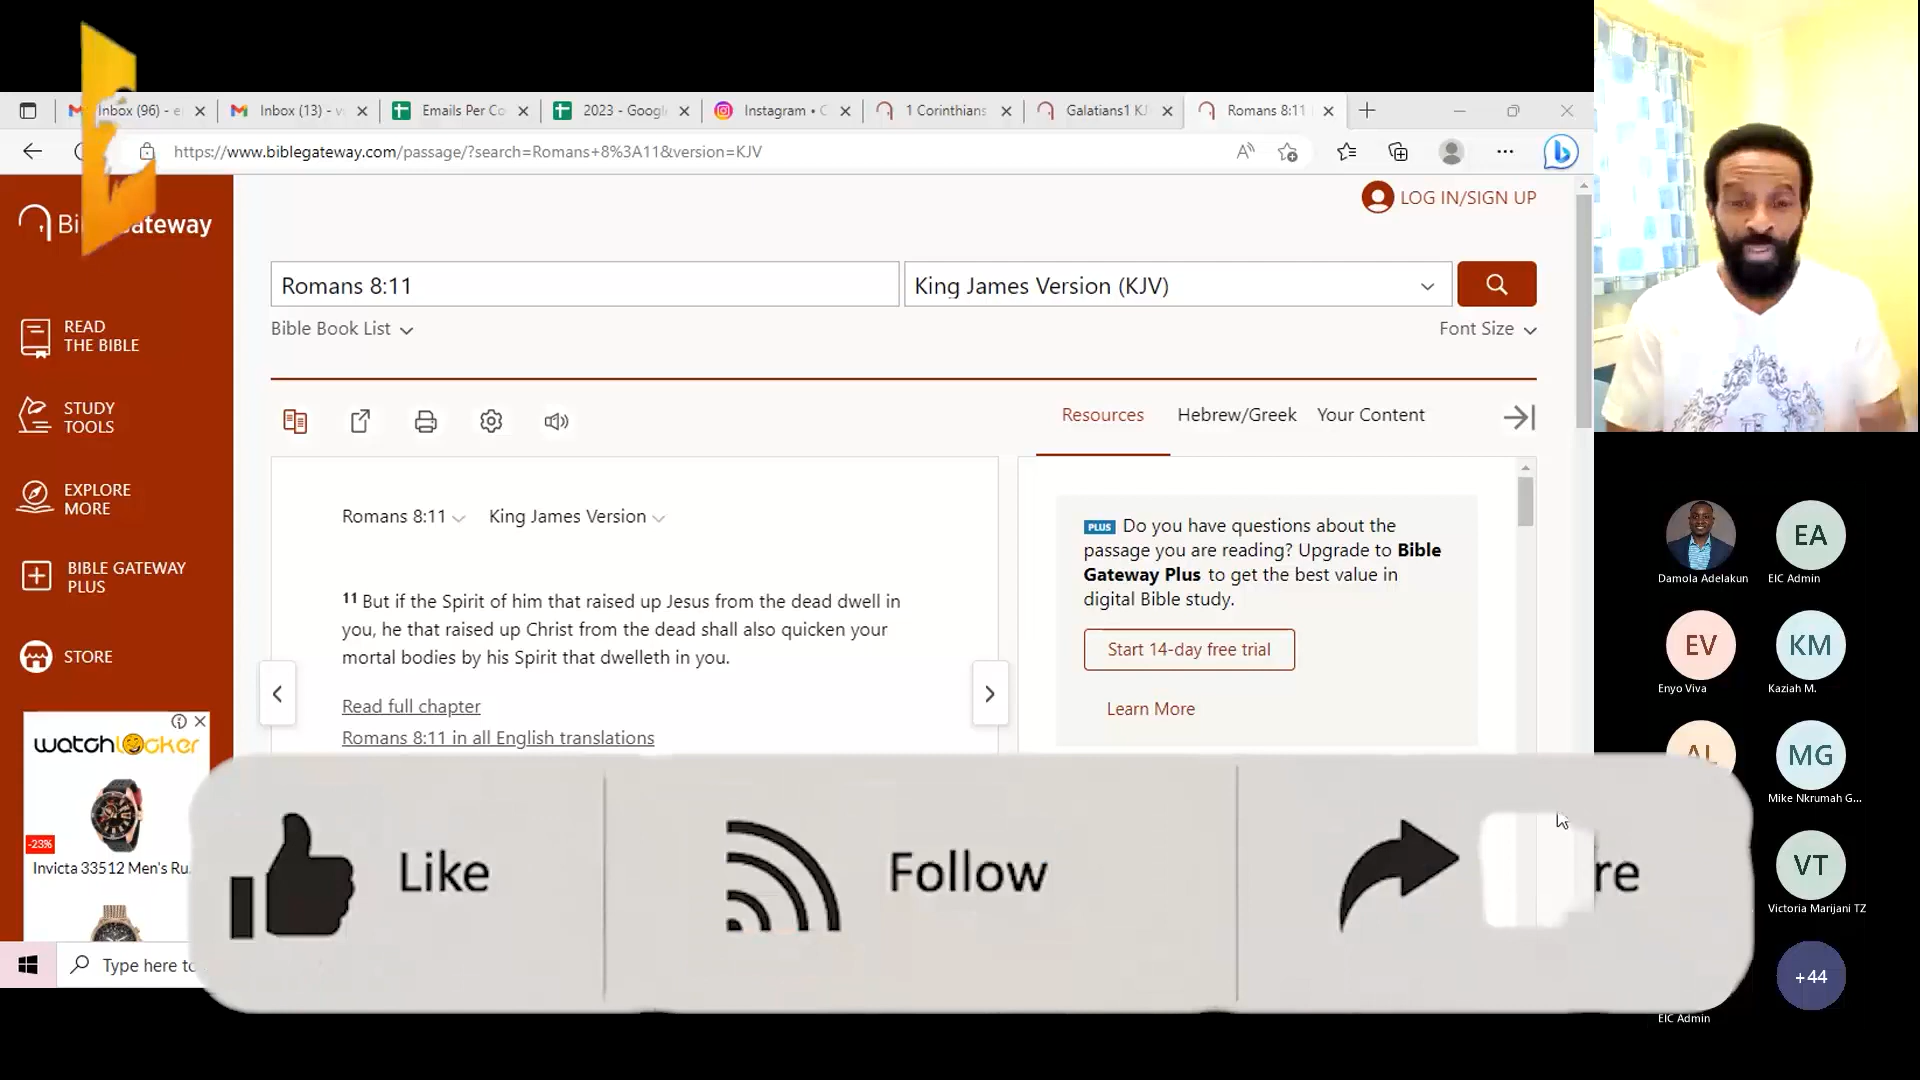 Inbox (96) - e
Inbox (13) - v
Emails Per Co
2023 - Googl
Instagram • C
1 Corinthians
Galatians1 KJ
Romans 8:11
https://www.biblegateway.com/passage/?search=Romans+8%3A11&version=KJV
LOG IN/SIGN UP
Romans 8:11
King James Version (KJV)
Bible Book List
Font Size
READ
THE BIBLE
STUDY
TOOLS
EXPLORE
MORE
BIBLE GATEWAY
PLUS
STORE
Resources
Hebrew/Greek
Your Content
Romans 8:11
King James Version
11 But if the Spirit of him that raised up Jesus from the dead dwell in
you, he that raised up Christ from the dead shall also quicken your
mortal bodies by his Spirit that dwelleth in you.
Read full chapter
Romans 8:11 in all English translations
PLUS Do you have questions about the
passage you are reading? Upgrade to Bible
Gateway Plus to get the best value in
digital Bible study.
Start 14-day free trial
Learn More
watchlocker
-23%
Invicta 33512 Men's Ru.
Type here to
Like
Follow
re
Damola Adelakun
EA
EIC Admin
EV
Enyo Viva
KM
Kaziah M.
AL
MG
Mike Nkrumah G...
VT
Victoria Marijani TZ
+44
EIC Admin